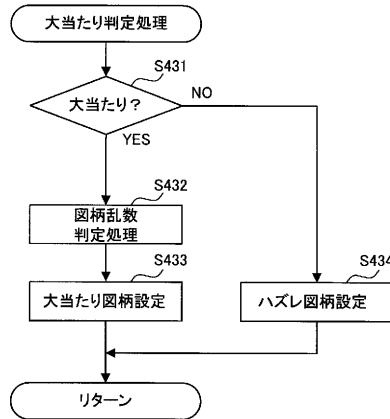 大当たり判定処理
S431
大当たり？
NO
YES
S432
図柄乱数
判定処理
S433
大当たり図柄設定
S434
ハズレ図柄設定
リターン